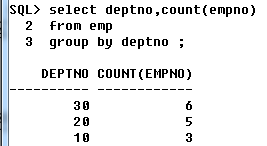 SQL> select deptno,count(empno)
2 from emp
3 group by deptno ;
DEPTNO COUNT(EMPNO)
---------- ------------
30 6
20 5
10 3